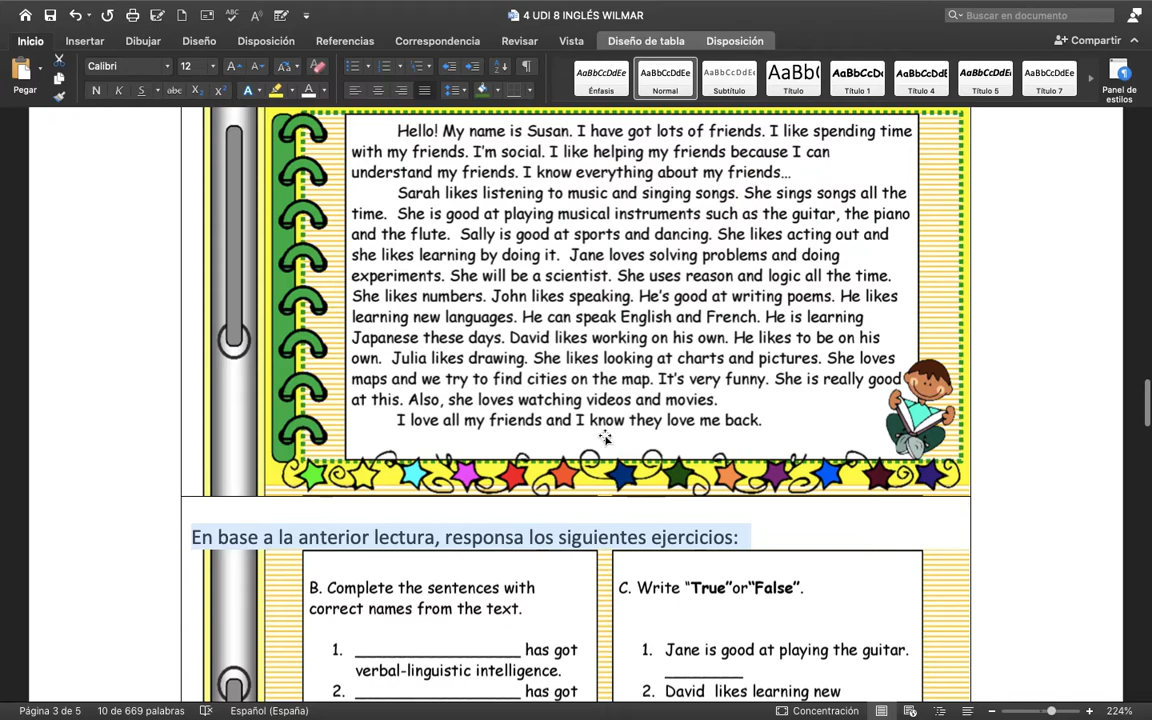 4 UDI 8 INGLÉS WILMAR
Buscar en documento
Inicio Insertar Dibujar Diseño Disposición Referencias Correspondencia Revisar Vista Diseño de tabla Disposición Compartir
Pegar
Calibri 12
AaBbCcDdEe AaBbCcDdEe AaBbCcDdEe AaBb( AaBbCcDc AaBbCcDdEe AaBbCcDdEe AaBbCcDdEe
Énfasis Normal Subtítulo Título Título 1 Título 4 Título 5 Título 7
Panel de
estilos
Hello! My name is Susan. I have got lots of friends. I like spending time
with my friends. I'm social. I like helping my friends because I can
understand my friends. I know everything about my friends…
Sarah likes listening to music and singing songs. She sings songs all the
time. She is good at playing musical instruments such as the guitar, the piano
and the flute. Sally is good at sports and dancing. She likes acting out and
she likes learning by doing it. Jane loves solving problems and doing
experiments. She will be a scientist. She uses reason and logic all the time.
She likes numbers. John likes speaking. He's good at writing poems. He likes
learning new languages. He can speak English and French. He is learning
Japanese these days. David likes working on his own. He likes to be on his
own. Julia likes drawing. She likes looking at charts and pictures. She loves
maps and we try to find cities on the map. It's very funny. She is really good
at this. Also, she loves watching videos and movies.
I love all my friends and I know they love me back.
En base a la anterior lectura, responsa los siguientes ejercicios:
B. Complete the sentences with
correct names from the text.
1. ___________________ has got
verbal-linguistic intelligence.
2. ___________________ has got
C. Write "True"or"False".
1. Jane is good at playing the guitar.
_________
2. David likes learning new
Página 3 de 5 10 de 669 palabras Español (España) Concentración 224%